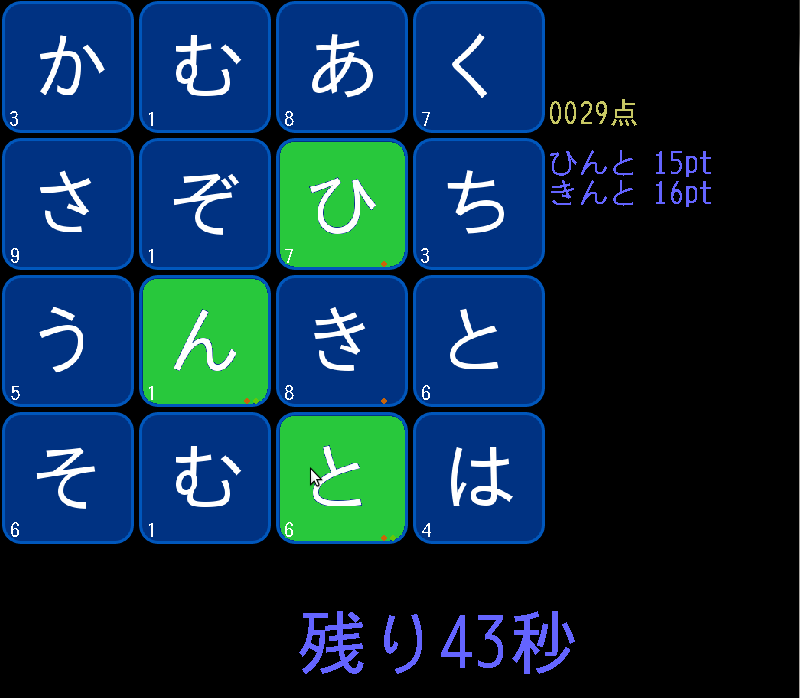 か む あ く
3 1 8 7
0029点
さ ぞ ひ ち
9 1 7 3
ひんと 15pt
きんと 16pt
う ん き と
5 1 8 6
そ む と は
6 1 6 4
残り43秒